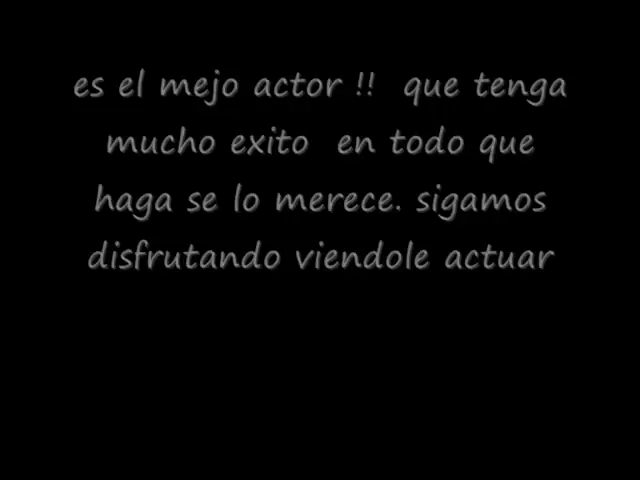 es el mejo actor !!  que tenga
mucho exito  en todo que
haga se lo merece. sigamos
disfrutando viendole actuar